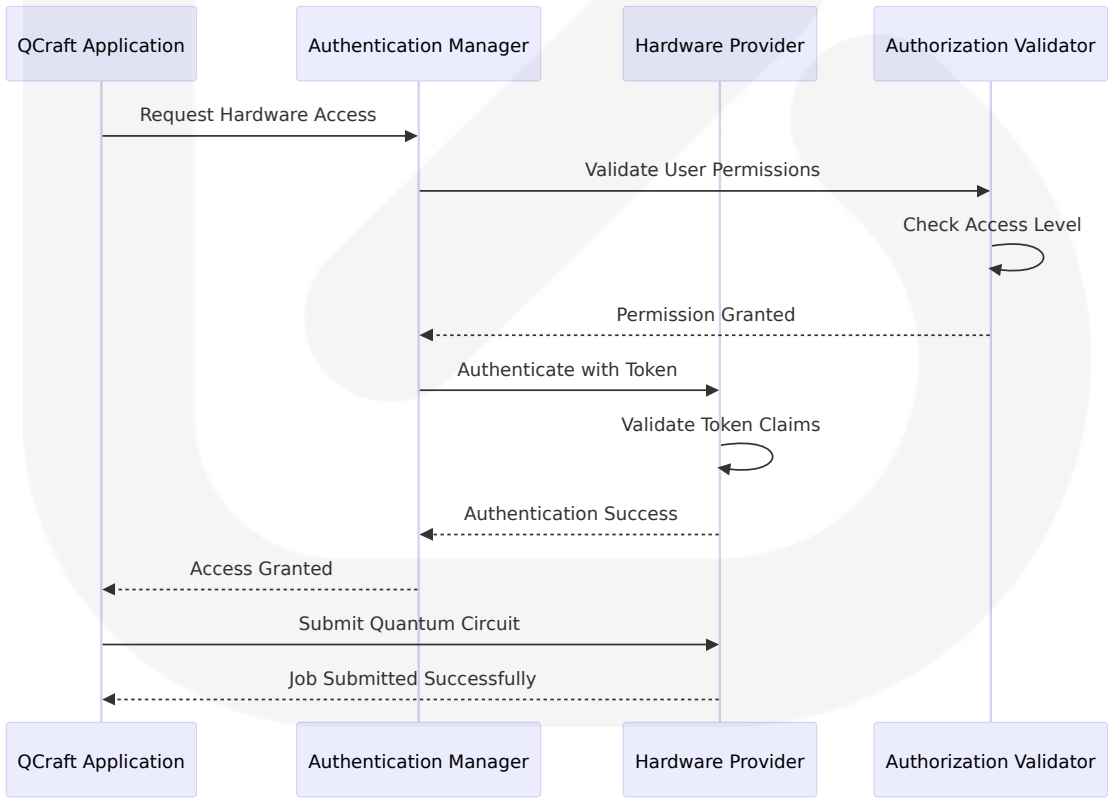 QCraft Application
Authentication Manager
Hardware Provider
Authorization Validator
Request Hardware Access
Validate User Permissions
Check Access Level
Permission Granted
Authenticate with Token
Validate Token Claims
Authentication Success
Access Granted
Submit Quantum Circuit
Job Submitted Successfully
QCraft Application
Authentication Manager
Hardware Provider
Authorization Validator